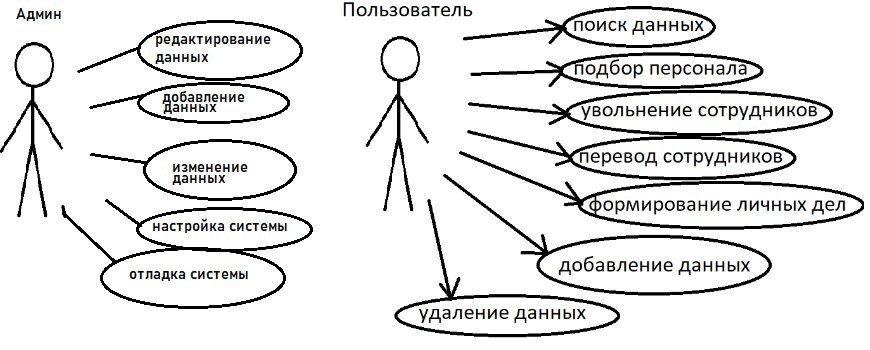 Админ
редактирование
данных
добавление
данных
изменение
данных
настройка системы
отладка системы
Пользователь
поиск данных
подбор персонала
увольнение сотрудников
перевод сотрудников
формирование личных дел
добавление данных
удаление данных